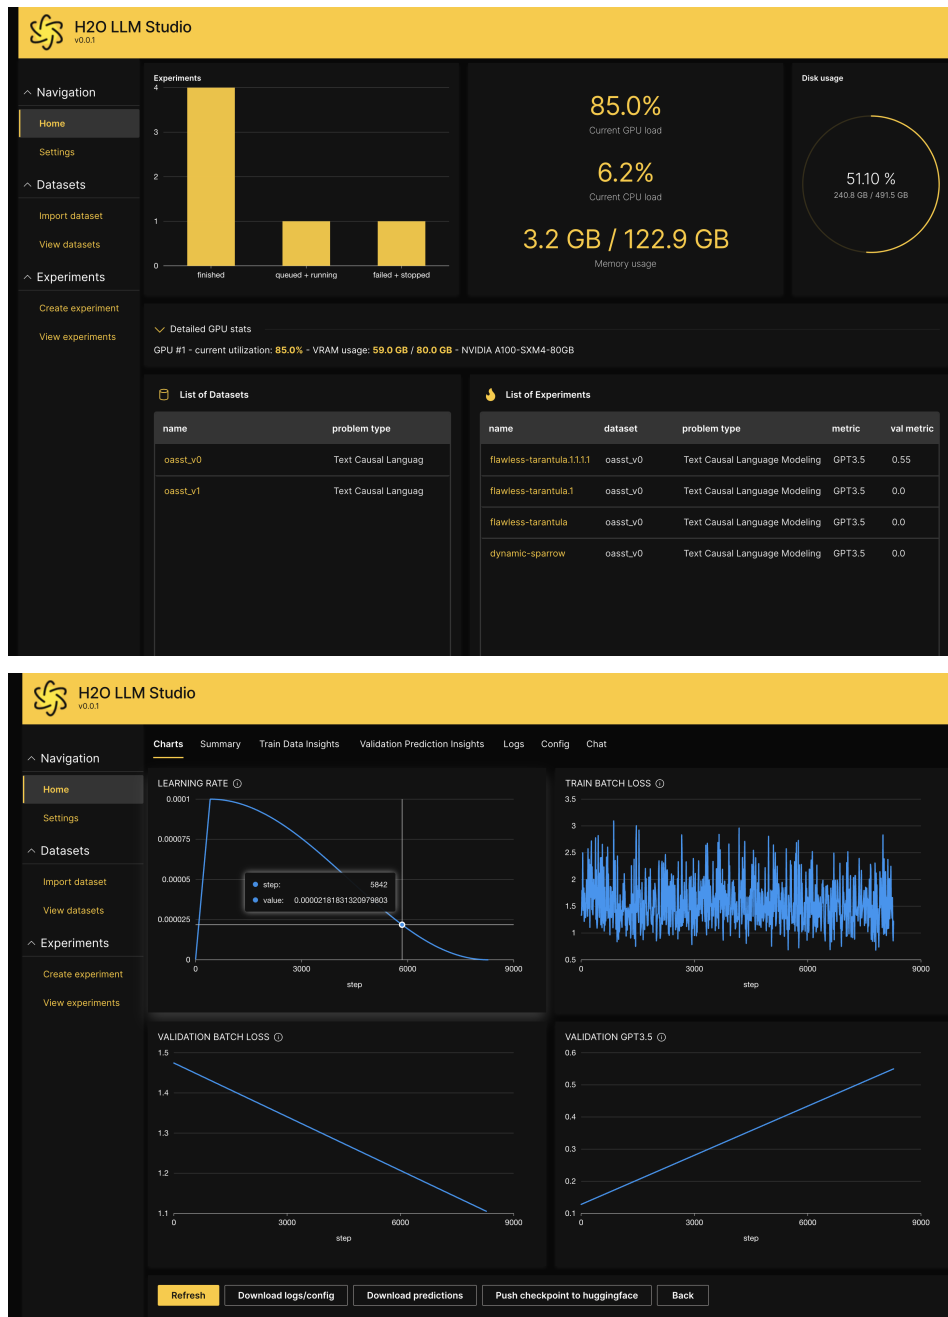 H2O LLM Studio
v0.0.1
Navigation
Home
Settings
Datasets
Import dataset
View datasets
Experiments
Create experiment
View experiments
Experiments
4
3
2
1
0
finished
queued + running
failed + stopped
85.0%
Current GPU load
6.2%
Current CPU load
3.2 GB / 122.9 GB
Memory usage
Disk usage
51.10 %
240.8 GB / 491.5 GB
Detailed GPU stats
GPU #1 - current utilization: 85.0% - VRAM usage: 59.0 GB / 80.0 GB - NVIDIA A100-SXM4-80GB
List of Datasets
name problem type
oasst_v0 Text Causal Languag
oasst_v1 Text Causal Languag
List of Experiments
name dataset problem type metric val metric
flawless-tarantula.1.1.1.1 oasst_v0 Text Causal Language Modeling GPT3.5 0.55
flawless-tarantula.1 oasst_v0 Text Causal Language Modeling GPT3.5 0.0
flawless-tarantula oasst_v0 Text Causal Language Modeling GPT3.5 0.0
dynamic-sparrow oasst_v0 Text Causal Language Modeling GPT3.5 0.0
H2O LLM Studio
v0.0.1
Navigation
Home
Settings
Datasets
Import dataset
View datasets
Experiments
Create experiment
View experiments
Charts Summary Train Data Insights Validation Prediction Insights Logs Config Chat
LEARNING RATE
0.0001
0.000075
0.00005
0.000025
0
step: 5842
value: 0.00002181831320979803
0 3000 6000 9000
step
TRAIN BATCH LOSS
3.5
3
2.5
2
1.5
1
0.5
0 3000 6000 9000
step
VALIDATION BATCH LOSS
1.5
1.4
1.3
1.2
1.1
0 3000 6000 9000
step
VALIDATION GPT3.5
0.6
0.5
0.4
0.3
0.2
0.1
0 3000 6000 9000
step
Refresh Download logs/config Download predictions Push checkpoint to huggingface Back